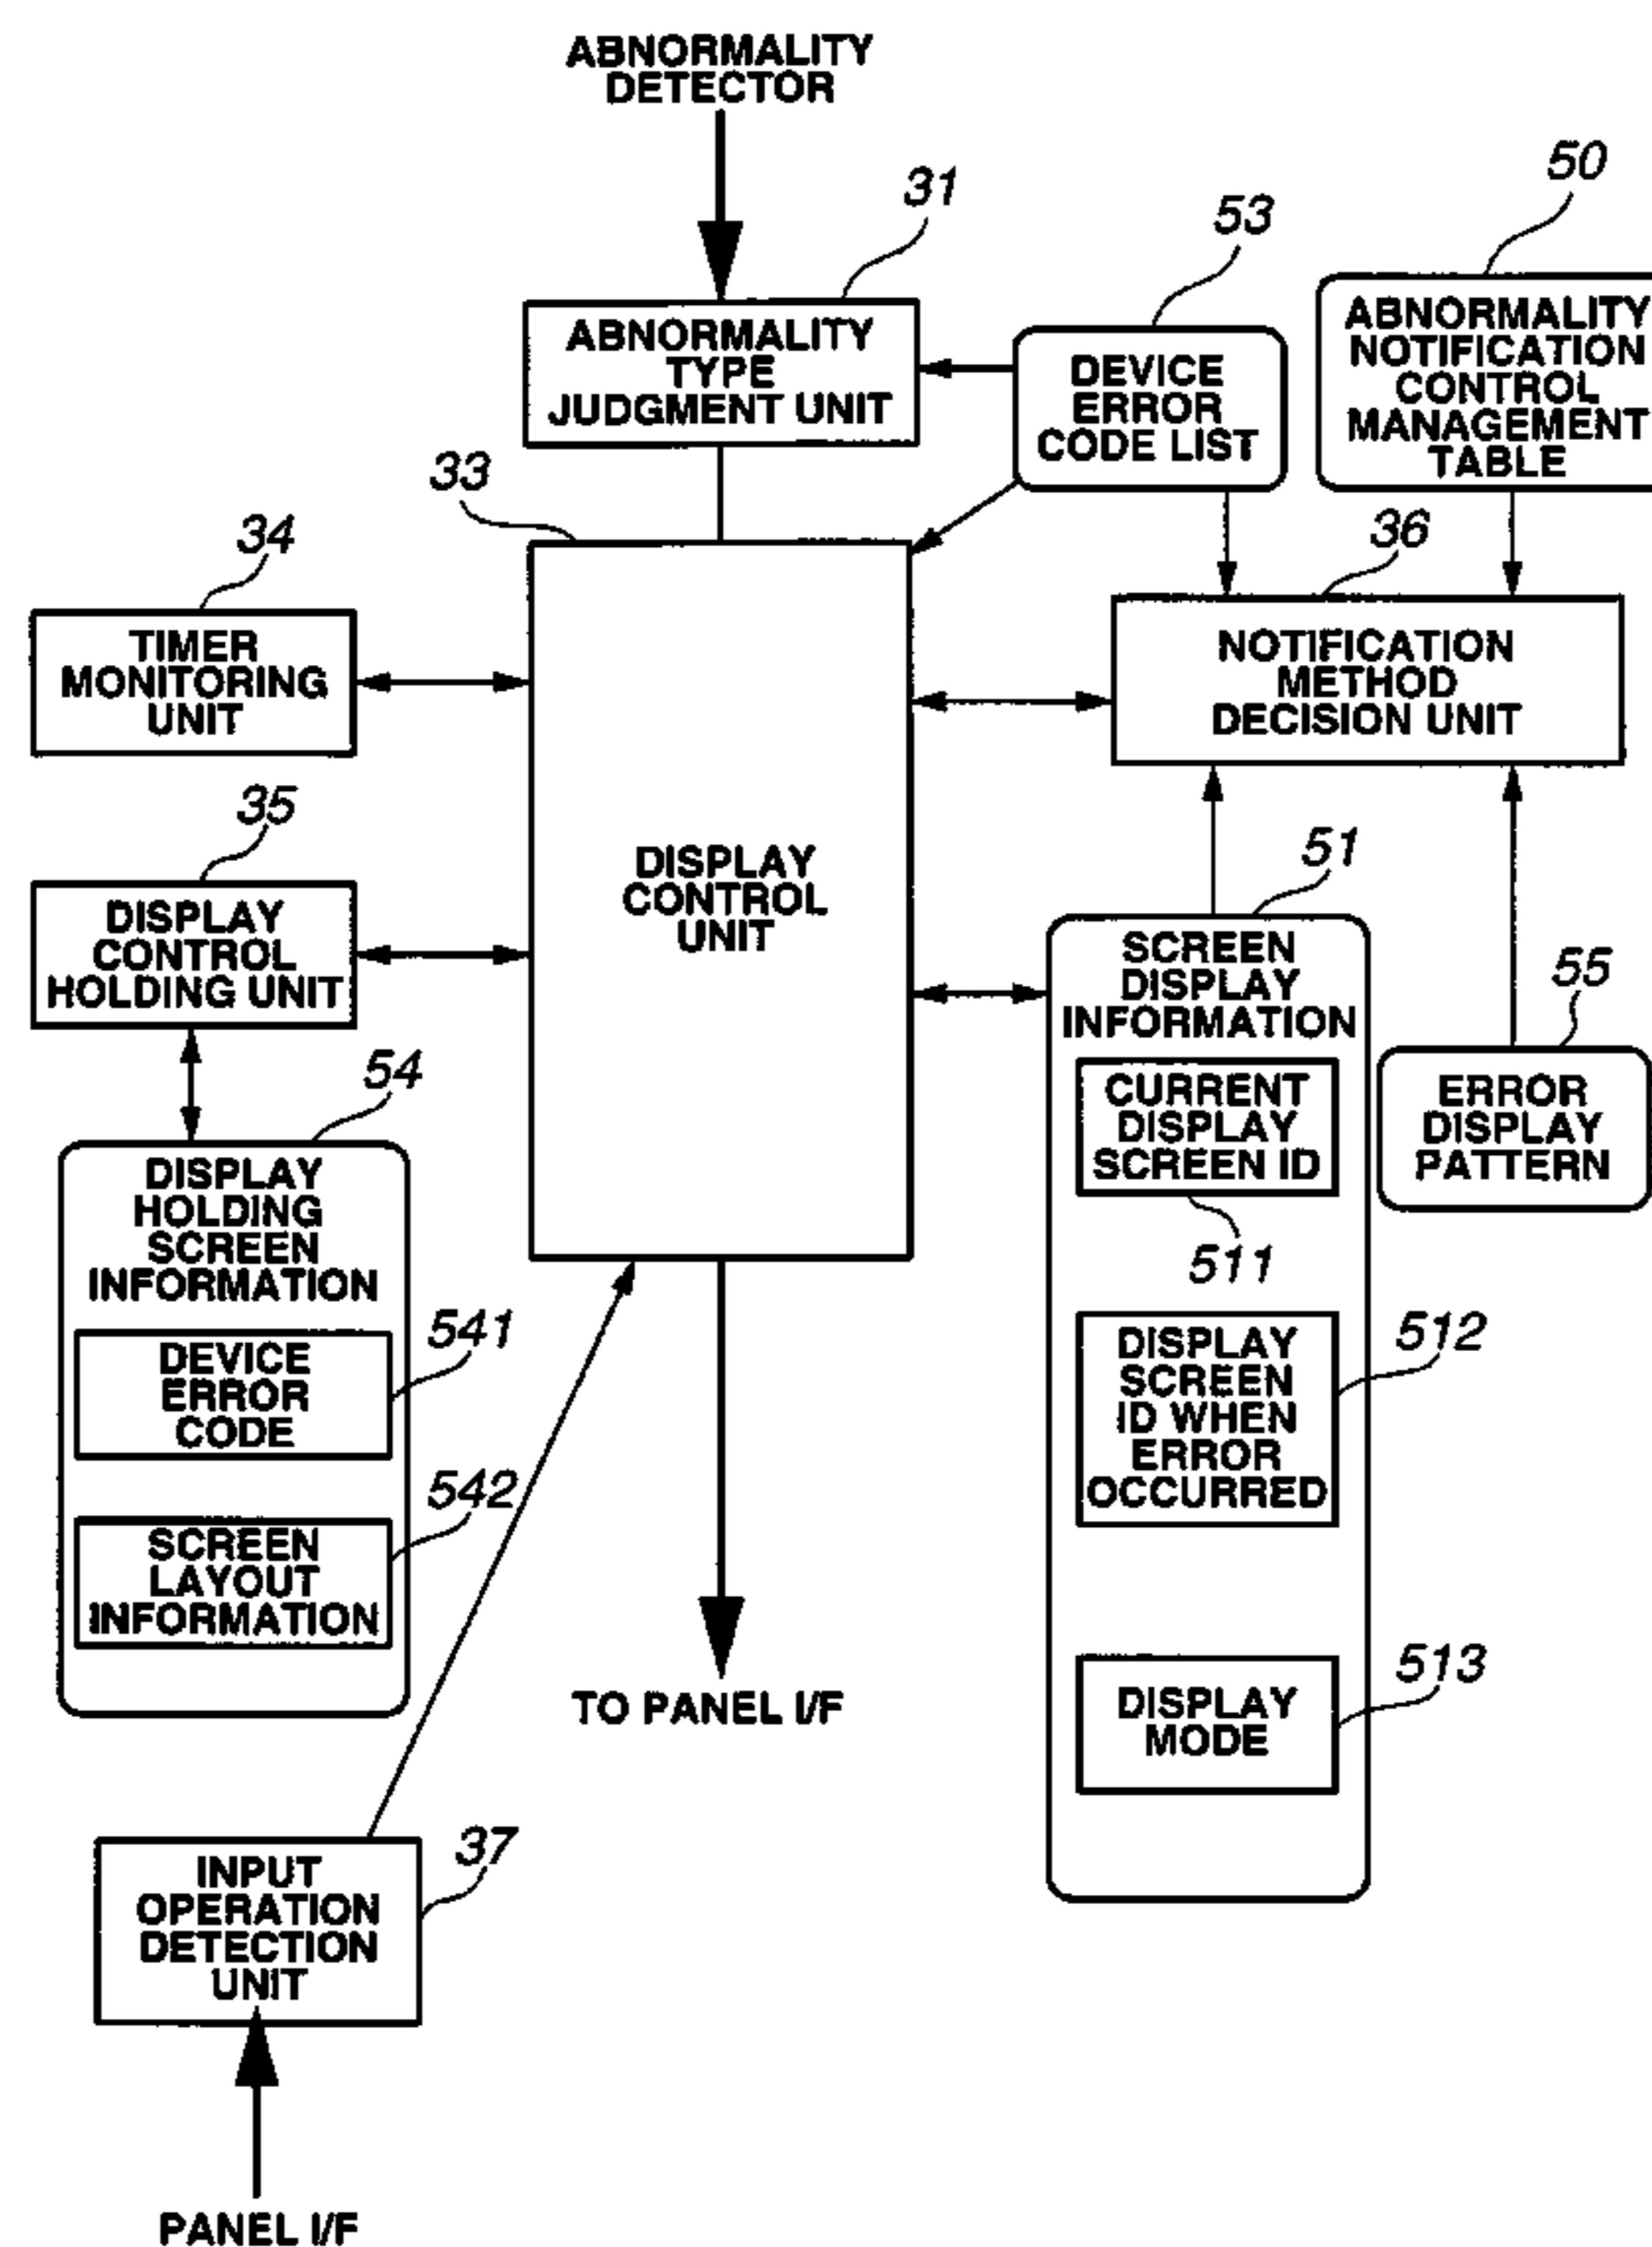 ABNORMALITY
DETECTOR
31
53
50
ABNORMALITY
TYPE
JUDGMENT UNIT
DEVICE
ERROR
CODE LIST
ABNORMALITY
NOTIFICATION
CONTROL
MANAGEMENT
TABLE
33
34
36
TIMER
MONITORING
UNIT
NOTIFICATION
METHOD
DECISION UNIT
35
DISPLAY
CONTROL
HOLDING UNIT
DISPLAY
CONTROL
UNIT
51
SCREEN
DISPLAY
INFORMATION
55
54
CURRENT
DISPLAY
SCREEN ID
ERROR
DISPLAY
PATTERN
DISPLAY
HOLDING
SCREEN
INFORMATION
511
541
DEVICE
ERROR
CODE
512
DISPLAY
SCREEN
ID WHEN
ERROR
OCCURRED
542
SCREEN
LAYOUT
INFORMATION
TO PANEL I/F
513
DISPLAY
MODE
37
INPUT
OPERATION
DETECTION
UNIT
PANEL I/F